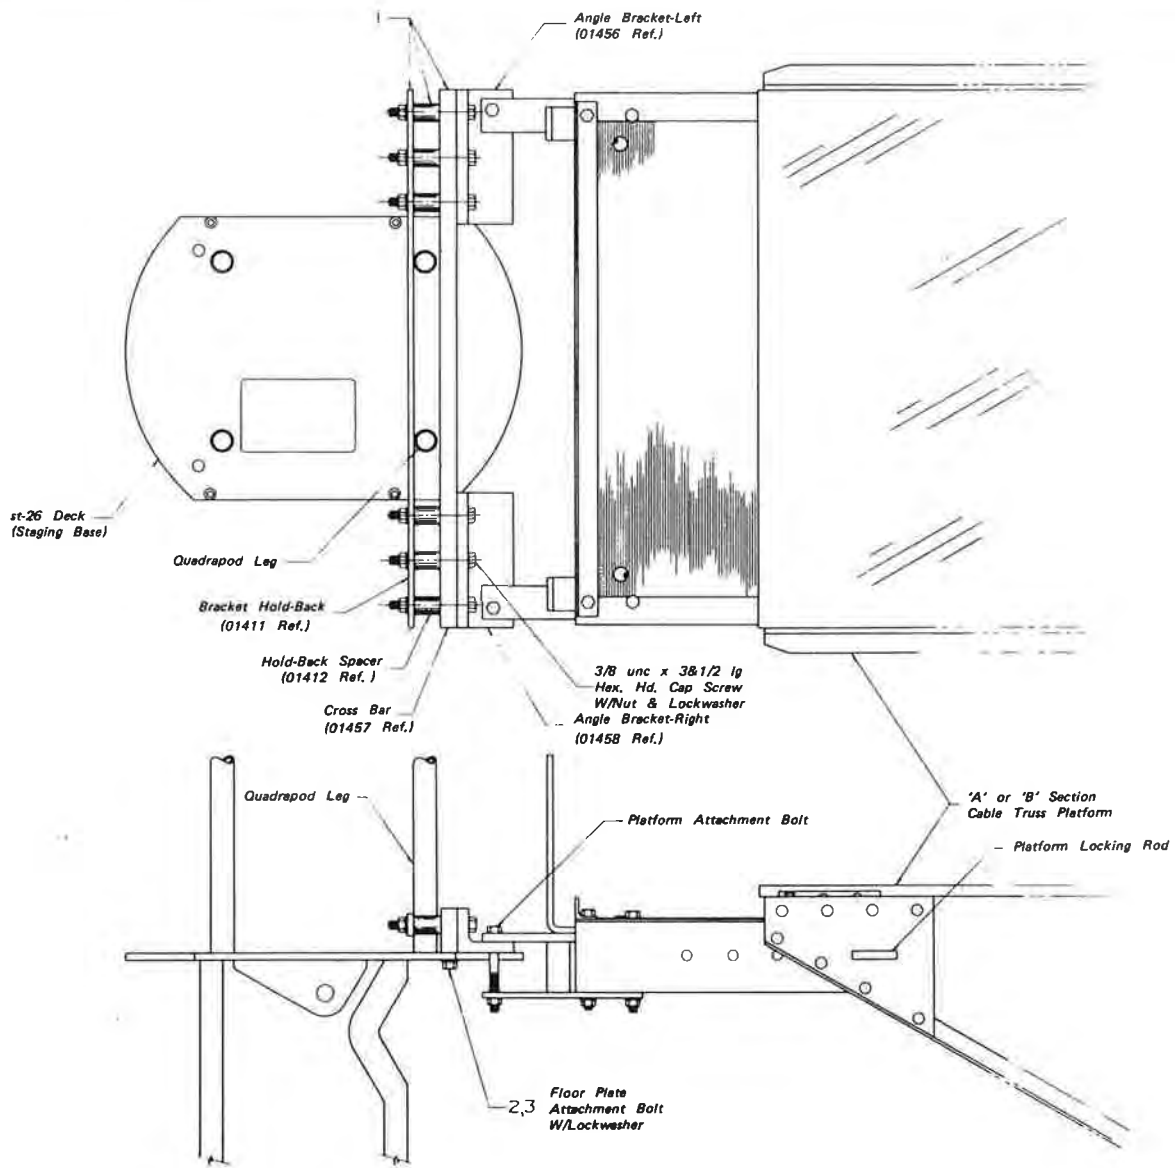 1
Angle Bracket-Left
(01456 Ref.)
st-26 Deck
(Staging Base)
Quadrapod Leg
Bracket Hold-Back
(01411 Ref.)
Hold-Back Spacer
(01412 Ref. )
Cross Bar
(01457 Ref.)
3/8 unc x 3&1/2 lg
Hex. Hd. Cap Screw
W/Nut & Lockwasher
Angle Bracket-Right
(01458 Ref.)
Quadrapod Leg
Platform Attachment Bolt
'A' or 'B' Section
Cable Truss Platform
Platform Locking Rod
2,3
Floor Plate
Attachment Bolt
W/Lockwasher